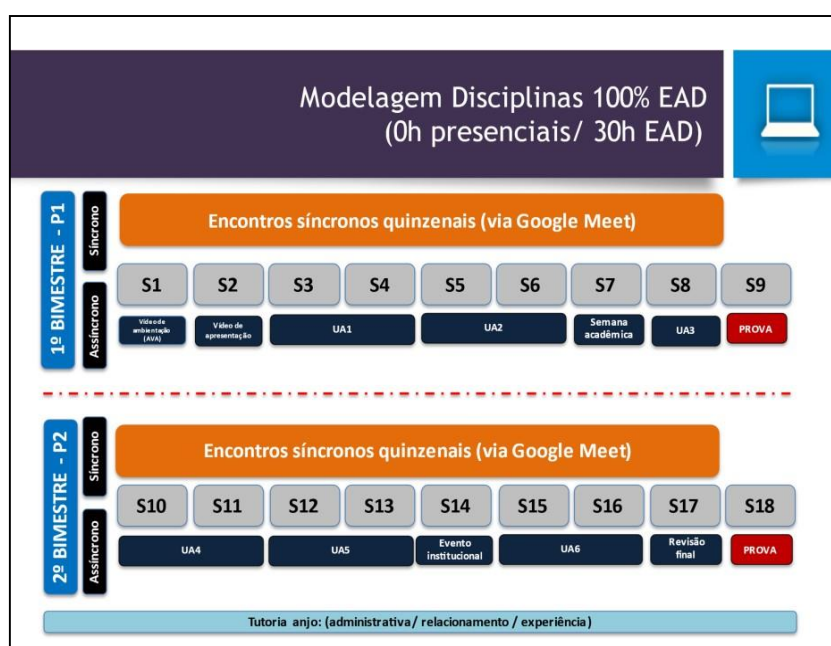 Modelagem Disciplinas 100% EAD
(0h presenciais/ 30h EAD)
1º BIMESTRE - P1
Síncrono
Encontros síncronos quinzenais (via Google Meet)
S1 S2 S3 S4 S5 S6 S7 S8 S9
Assíncrono
Vídeo de
ambientação
(AVA)
Vídeo de
apresentação
UA1
UA2
Semana
acadêmica
UA3
PROVA
2º BIMESTRE - P2
Síncrono
Encontros síncronos quinzenais (via Google Meet)
S10 S11 S12 S13 S14 S15 S16 S17 S18
Assíncrono
UA4
UA5
Evento
institucional
UA6
Revisão
final
PROVA
Tutoria anjo: (administrativa/ relacionamento / experiência)